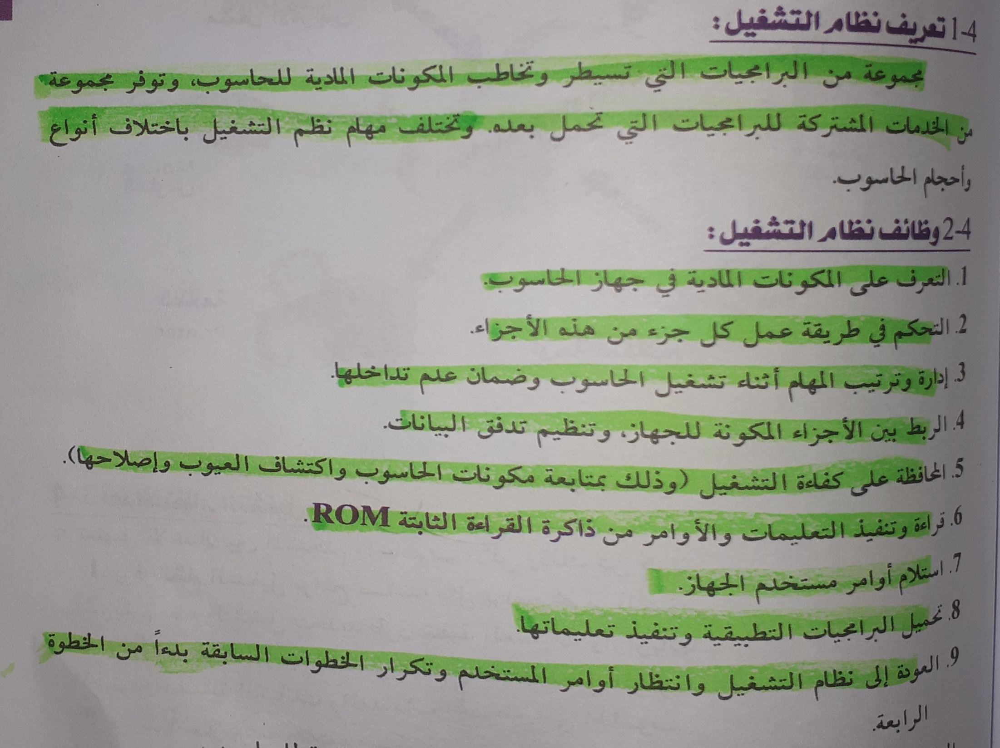 1-4 تعريف نظام التشغيل :
مجموعة من البرامجيات التي تسيطر وتخاطب المكونات المادية للحاسوب، وتوفر مجموعة
من الخدمات المشتركة للبرامجيات التي تحمل بعده. وتختلف مهام نظم التشغيل باختلاف أنواع
وأحجام الحاسوب.
2-4 وظائف نظام التشغيل :
1. التعرف على المكونات المادية في جهاز الحاسوب.
2. التحكم في طريقة عمل كل جزء من هذه الأجزاء.
3. إدارة وترتيب المهام أثناء تشغيل الحاسوب وضمان عدم تداخلها.
4. الربط بين الأجزاء المكونة للجهاز، وتنظيم تدفق البيانات.
5. المحافظة على كفاءة التشغيل (وذلك بمتابعة مكونات الحاسوب واكتشاف العيوب وإصلاحها).
6. قراءة وتنفيذ التعليمات والأوامر من ذاكرة القراءة الثابتة ROM.
7. استلام أوامر مستخدم الجهاز.
8. تحميل البرامجيات التطبيقية وتنفيذ تعليماتها.
9. العودة إلى نظام التشغيل وانتظار أوامر المستخدم وتكرار الخطوات السابقة بدءاً من الخطوة
الرابعة.